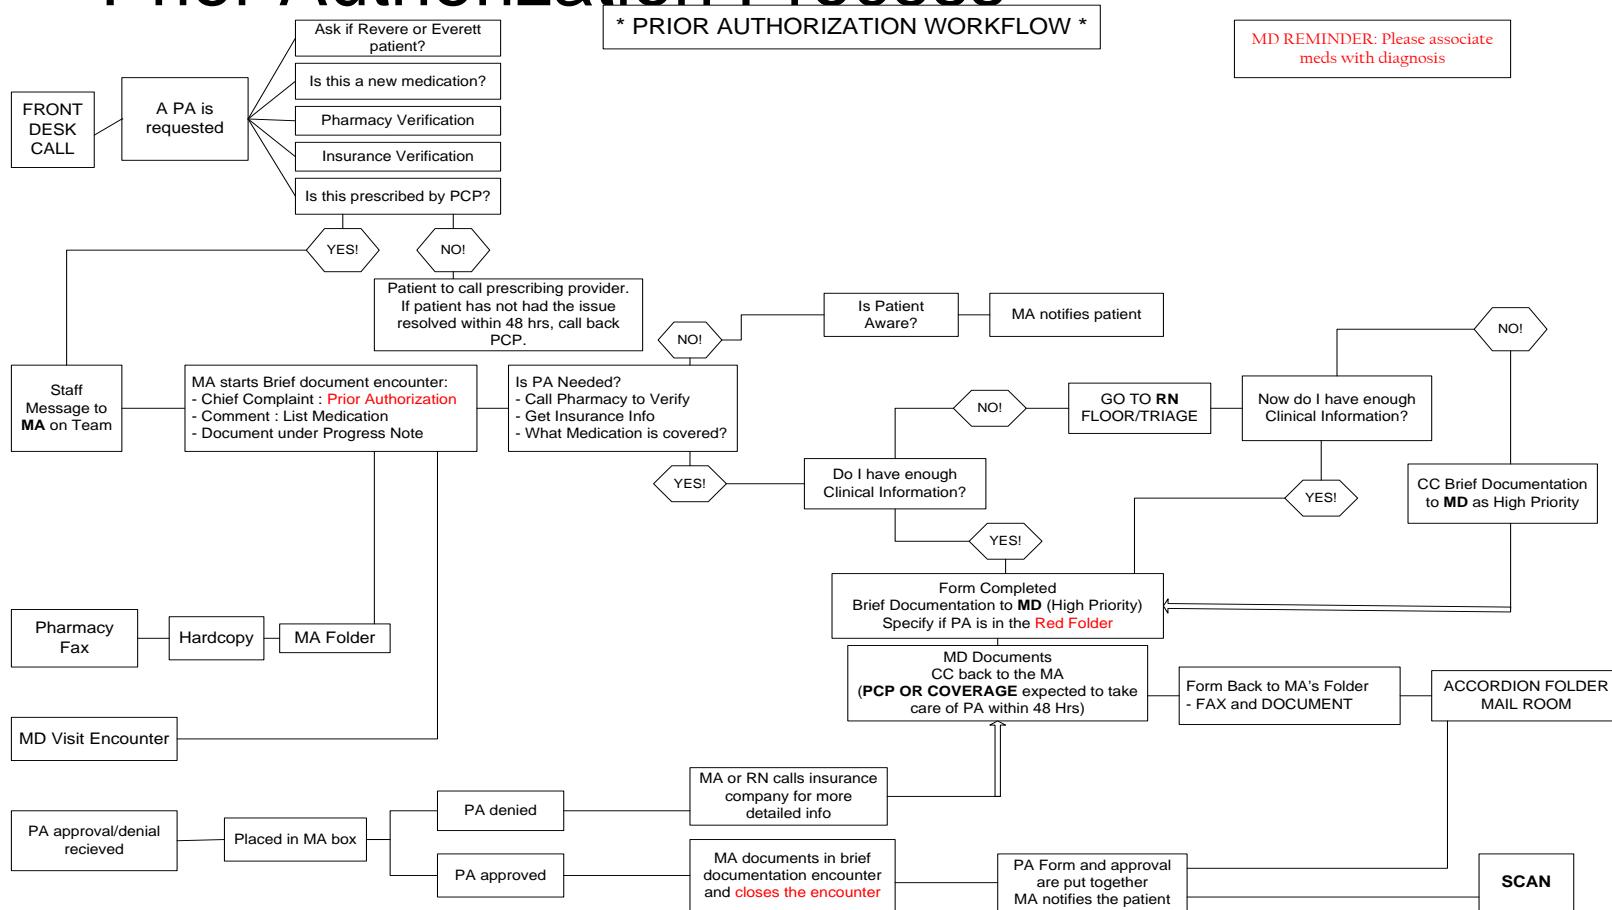 Prior Authorization Process
* PRIOR AUTHORIZATION WORKFLOW *
MD REMINDER: Please associate
meds with diagnosis
FRONT
DESK
CALL
A PA is
requested
Ask if Revere or Everett
patient?
Is this a new medication?
Pharmacy Verification
Insurance Verification
Is this prescribed by PCP?
YES!
NO!
Patient to call prescribing provider.
If patient has not had the issue
resolved within 48 hrs, call back
PCP.
Staff
Message to
MA on Team
MA starts Brief document encounter:
- Chief Complaint : Prior Authorization
- Comment : List Medication
- Document under Progress Note
Is PA Needed?
- Call Pharmacy to Verify
- Get Insurance Info
- What Medication is covered?
NO!
Is Patient
Aware?
MA notifies patient
YES!
Do I have enough
Clinical Information?
NO!
GO TO RN
FLOOR/TRIAGE
Now do I have enough
Clinical Information?
NO!
YES!
CC Brief Documentation
to MD as High Priority
YES!
Form Completed
Brief Documentation to MD (High Priority)
Specify if PA is in the Red Folder
MD Documents
CC back to the MA
(PCP OR COVERAGE expected to take
care of PA within 48 Hrs)
Form Back to MA's Folder
- FAX and DOCUMENT
ACCORDION FOLDER
MAIL ROOM
Pharmacy
Fax
Hardcopy
MA Folder
MD Visit Encounter
PA approval/denial
recieved
Placed in MA box
PA denied
MA or RN calls insurance
company for more
detailed info
PA approved
MA documents in brief
documentation encounter
and closes the encounter
PA Form and approval
are put together
MA notifies the patient
SCAN